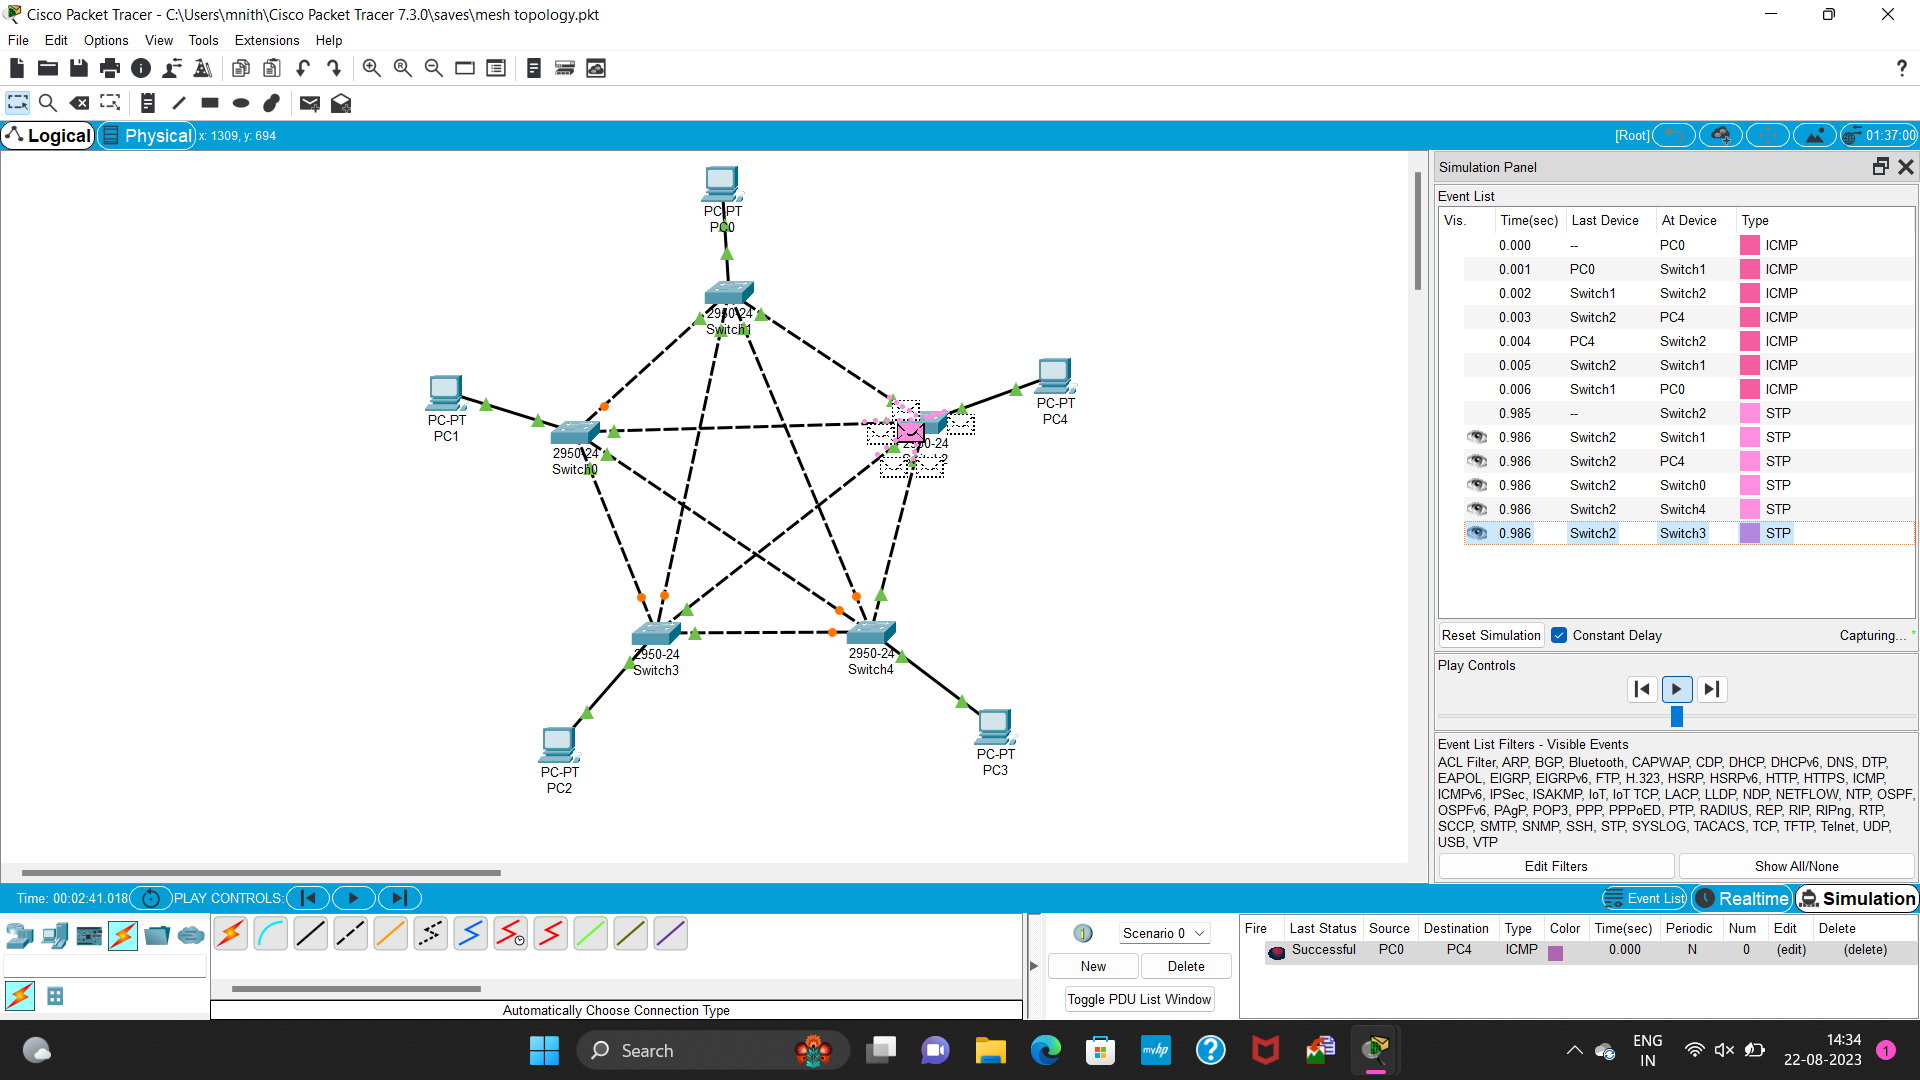 Cisco Packet Tracer - C:\Users\mnith\Cisco Packet Tracer 7.3.0\saves\mesh topology.pkt
File Edit Options View Tools Extensions Help
Logical Physical x: 1309, y: 694 [Root] 01:37:00
PC-PT
PC0
2950-24
Switch1
PC-PT
PC4
PC-PT
PC1
2950-24
Switch0
2950-24
2950-24
Switch3
2950-24
Switch4
PC-PT
PC2
PC-PT
PC3
Simulation Panel
Event List
Vis. Time(sec) Last Device At Device Type
0.000 -- PC0 ICMP
0.001 PC0 Switch1 ICMP
0.002 Switch1 Switch2 ICMP
0.003 Switch2 PC4 ICMP
0.004 PC4 Switch2 ICMP
0.005 Switch2 Switch1 ICMP
0.006 Switch1 PC0 ICMP
0.985 -- Switch2 STP
0.986 Switch2 Switch1 STP
0.986 Switch2 PC4 STP
0.986 Switch2 Switch0 STP
0.986 Switch2 Switch4 STP
0.986 Switch2 Switch3 STP
Reset Simulation Constant Delay Capturing...
Play Controls
Event List Filters - Visible Events
ACL Filter, ARP, BGP, Bluetooth, CAPWAP, CDP, DHCP, DHCPv6, DNS, DTP,
EAPOL, EIGRP, EIGRPv6, FTP, H.323, HSRP, HSRPv6, HTTP, HTTPS, ICMP,
ICMPv6, IPSec, ISAKMP, IoT, IoT TCP, LACP, LLDP, NDP, NETFLOW, NTP, OSPF,
OSPFv6, PAgP, POP3, PPP, PPPoED, PTP, RADIUS, REP, RIP, RIPng, RTP,
SCCP, SMTP, SNMP, SSH, STP, SYSLOG, TACACS, TCP, TFTP, Telnet, UDP,
USB, VTP
Edit Filters Show All/None
Time: 00:02:41.018 PLAY CONTROLS: Event List Realtime Simulation
Automatically Choose Connection Type
Scenario 0
New Delete
Toggle PDU List Window
Fire Last Status Source Destination Type Color Time(sec) Periodic Num Edit Delete
Successful PC0 PC4 ICMP 0.000 N 0 (edit) (delete)
Search
myhp
ENG
IN
14:34
22-08-2023
1